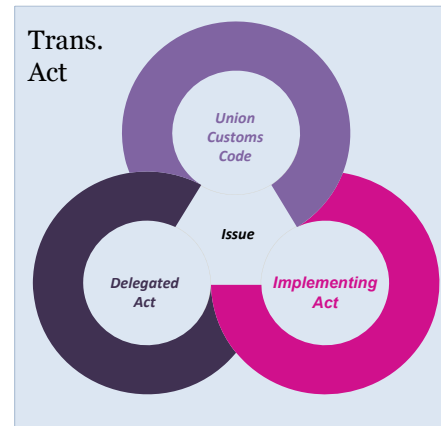 Trans.
Act
Union
Customs
Code
Issue
Delegated
Act
Implementing
Act